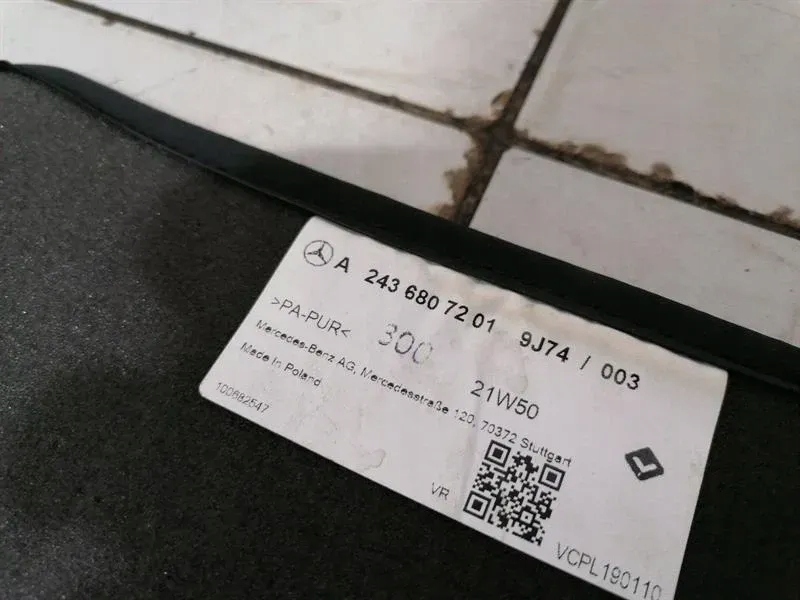 A 243 680 72 01 9J74 / 003
>PA-PUR< 300 21W50
Mercedes-Benz AG, Mercedesstraße 120, 70372 Stuttgart
Made in Poland
L
100682547
VR
VCPL190110